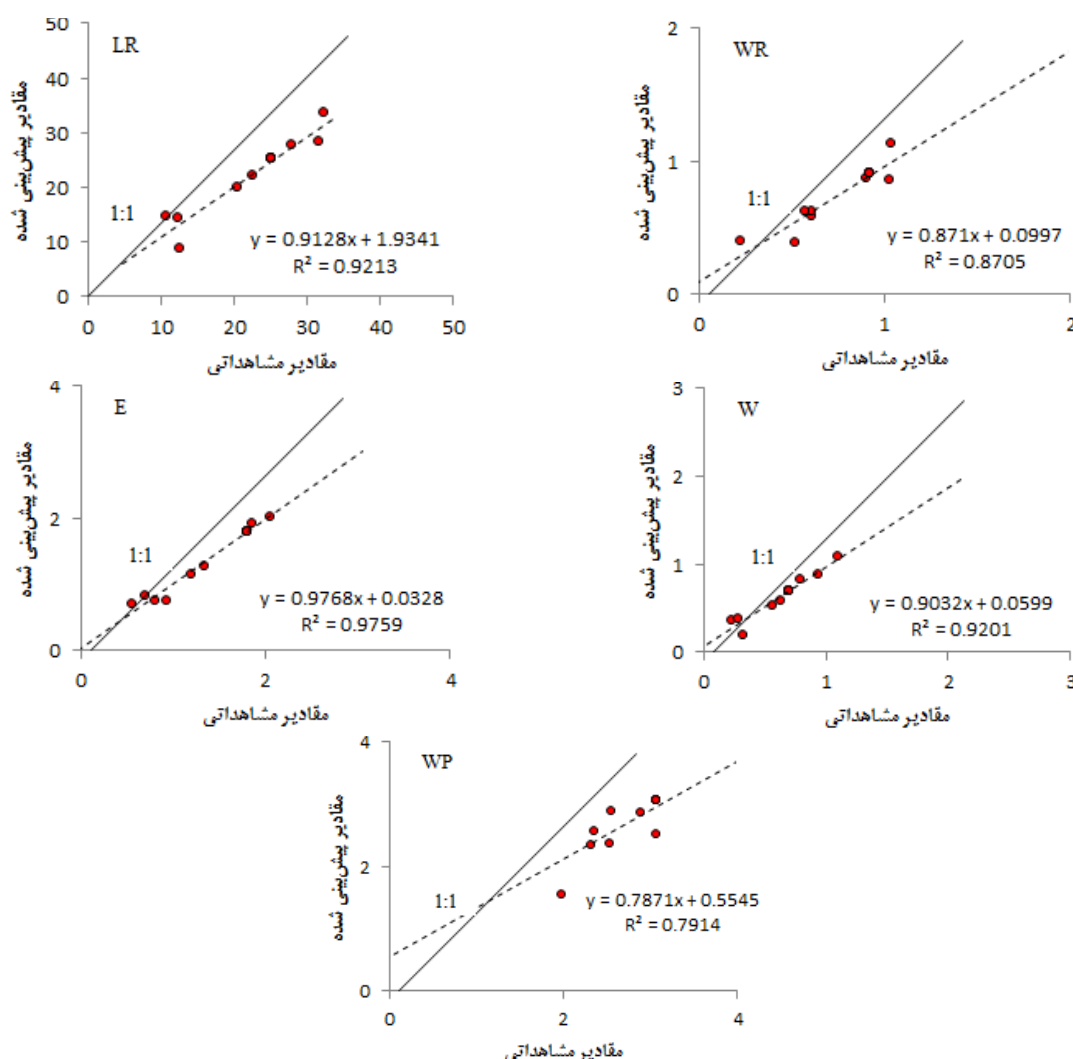 LR
50
40
30
20
10
0
1:1
y = 0.9128x + 1.9341
R² = 0.9213
0 10 20 30 40 50
مقادیر پیش‌بینی شده
مقادیر مشاهداتی
WR
2
1
0
1:1
y = 0.871x + 0.0997
R² = 0.8705
0 1 2
مقادیر پیش‌بینی شده
مقادیر مشاهداتی
E
4
2
0
1:1
y = 0.9768x + 0.0328
R² = 0.9759
0 2 4
مقادیر پیش‌بینی شده
مقادیر مشاهداتی
W
3
2
1
0
1:1
y = 0.9032x + 0.0599
R² = 0.9201
0 1 2 3
مقادیر پیش‌بینی شده
مقادیر مشاهداتی
WP
4
2
0
1:1
y = 0.7871x + 0.5545
R² = 0.7914
0 2 4
مقادیر پیش‌بینی شده
مقادیر مشاهداتی